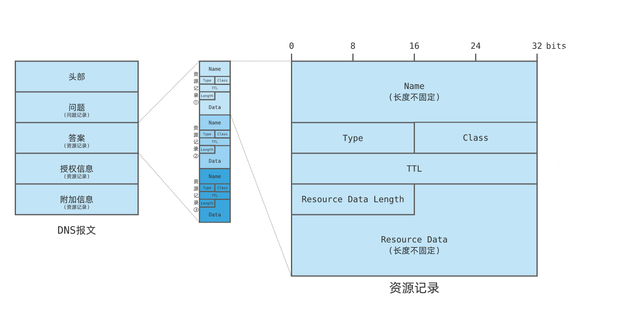 头部
问题
(问题记录)
答案
(资源记录)
授权信息
(资源记录)
附加信息
(资源记录)
DNS报文
资源记录①
Name
Type Class
TTL
Length
Data
资源记录②
Name
Type Class
TTL
Length
Data
资源记录③
Name
Type Class
TTL
Length
Data
0 8 16 24 32 bits
Name
(长度不固定)
Type Class
TTL
Resource Data Length
Resource Data
(长度不固定)
资源记录